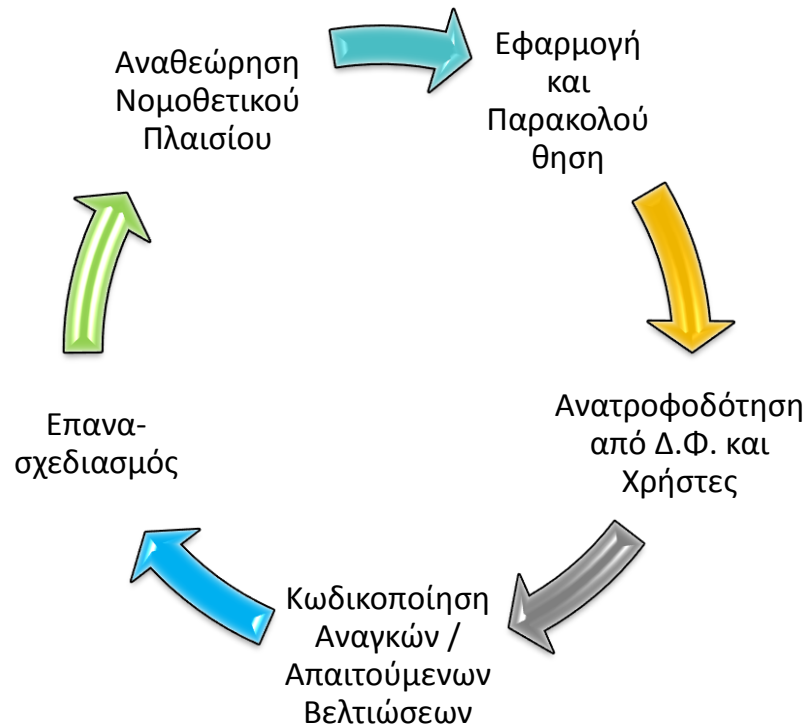 Αναθεώρηση
Νομοθετικού
Πλαισίου
Εφαρμογή
και
Παρακολού
θηση
Ανατροφοδότηση
από Δ.Φ. και
Χρήστες
Κωδικοποίηση
Αναγκών /
Απαιτούμενων
Βελτιώσεων
Επανα-
σχεδιασμός